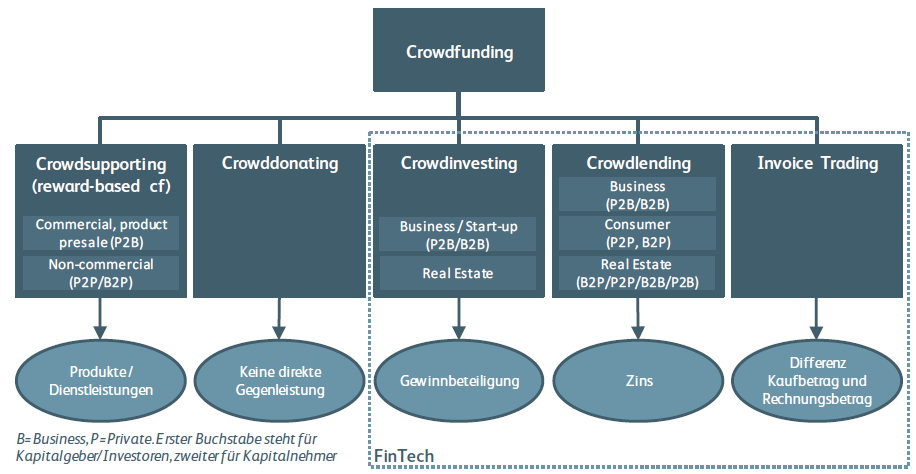 Crowdfunding
Crowdsupporting
(reward-based cf)
Commercial, product
presale (P2B)
Non-commercial
(P2P/B2P)
Crowddonating
Crowdinvesting
Business / Start-up
(P2B/B2B)
Real Estate
Crowdlending
Business
(P2B/B2B)
Consumer
(P2P, B2P)
Real Estate
(B2P/P2P/B2B/P2B)
Invoice Trading
Produkte /
Dienstleistungen
Keine direkte
Gegenleistung
Gewinnbeteiligung
Zins
Differenz
Kaufbetrag und
Rechnungsbetrag
B=Business, P=Private. Erster Buchstabe steht für
Kapitalgeber/Investoren, zweiter für Kapitalnehmer
FinTech